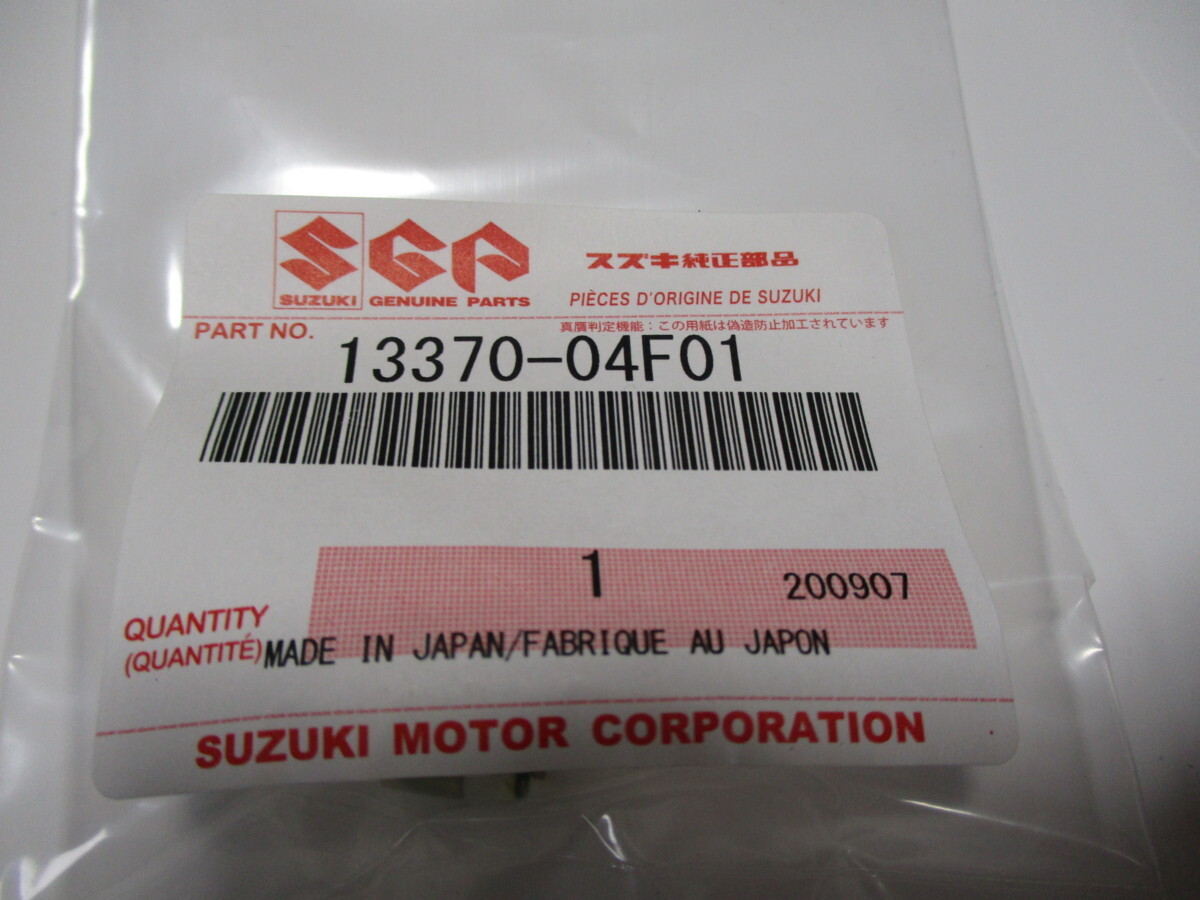 SGP
SUZUKI GENUINE PARTS
スズキ純正部品
PIÈCES D'ORIGINE DE SUZUKI
PART NO.
真贋判定機能：この用紙は偽造防止加工されています
13370-04F01
1
200907
QUANTITY
(QUANTITÉ)
MADE IN JAPAN/FABRIQUE AU JAPON
SUZUKI MOTOR CORPORATION